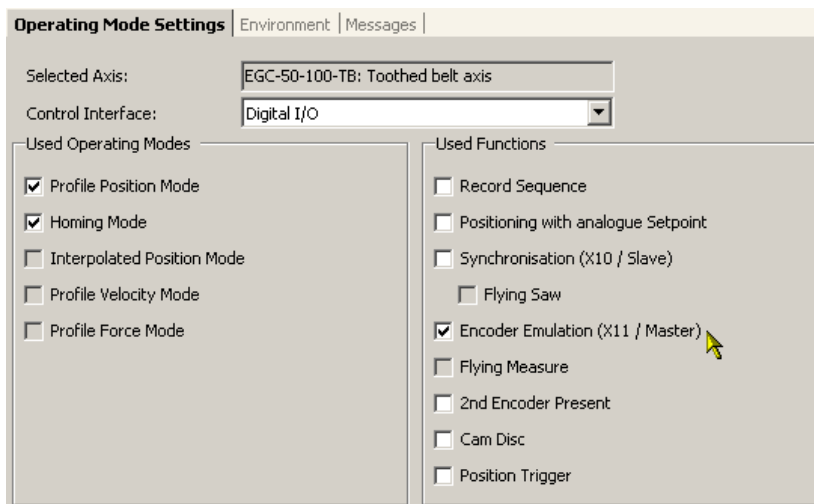 Operating Mode Settings Environment Messages
Selected Axis: EGC-50-100-TB: Toothed belt axis
Control Interface: Digital I/O
Used Operating Modes
Profile Position Mode
Homing Mode
Interpolated Position Mode
Profile Velocity Mode
Profile Force Mode
Used Functions
Record Sequence
Positioning with analogue Setpoint
Synchronisation (X10 / Slave)
Flying Saw
Encoder Emulation (X11 / Master)
Flying Measure
2nd Encoder Present
Cam Disc
Position Trigger